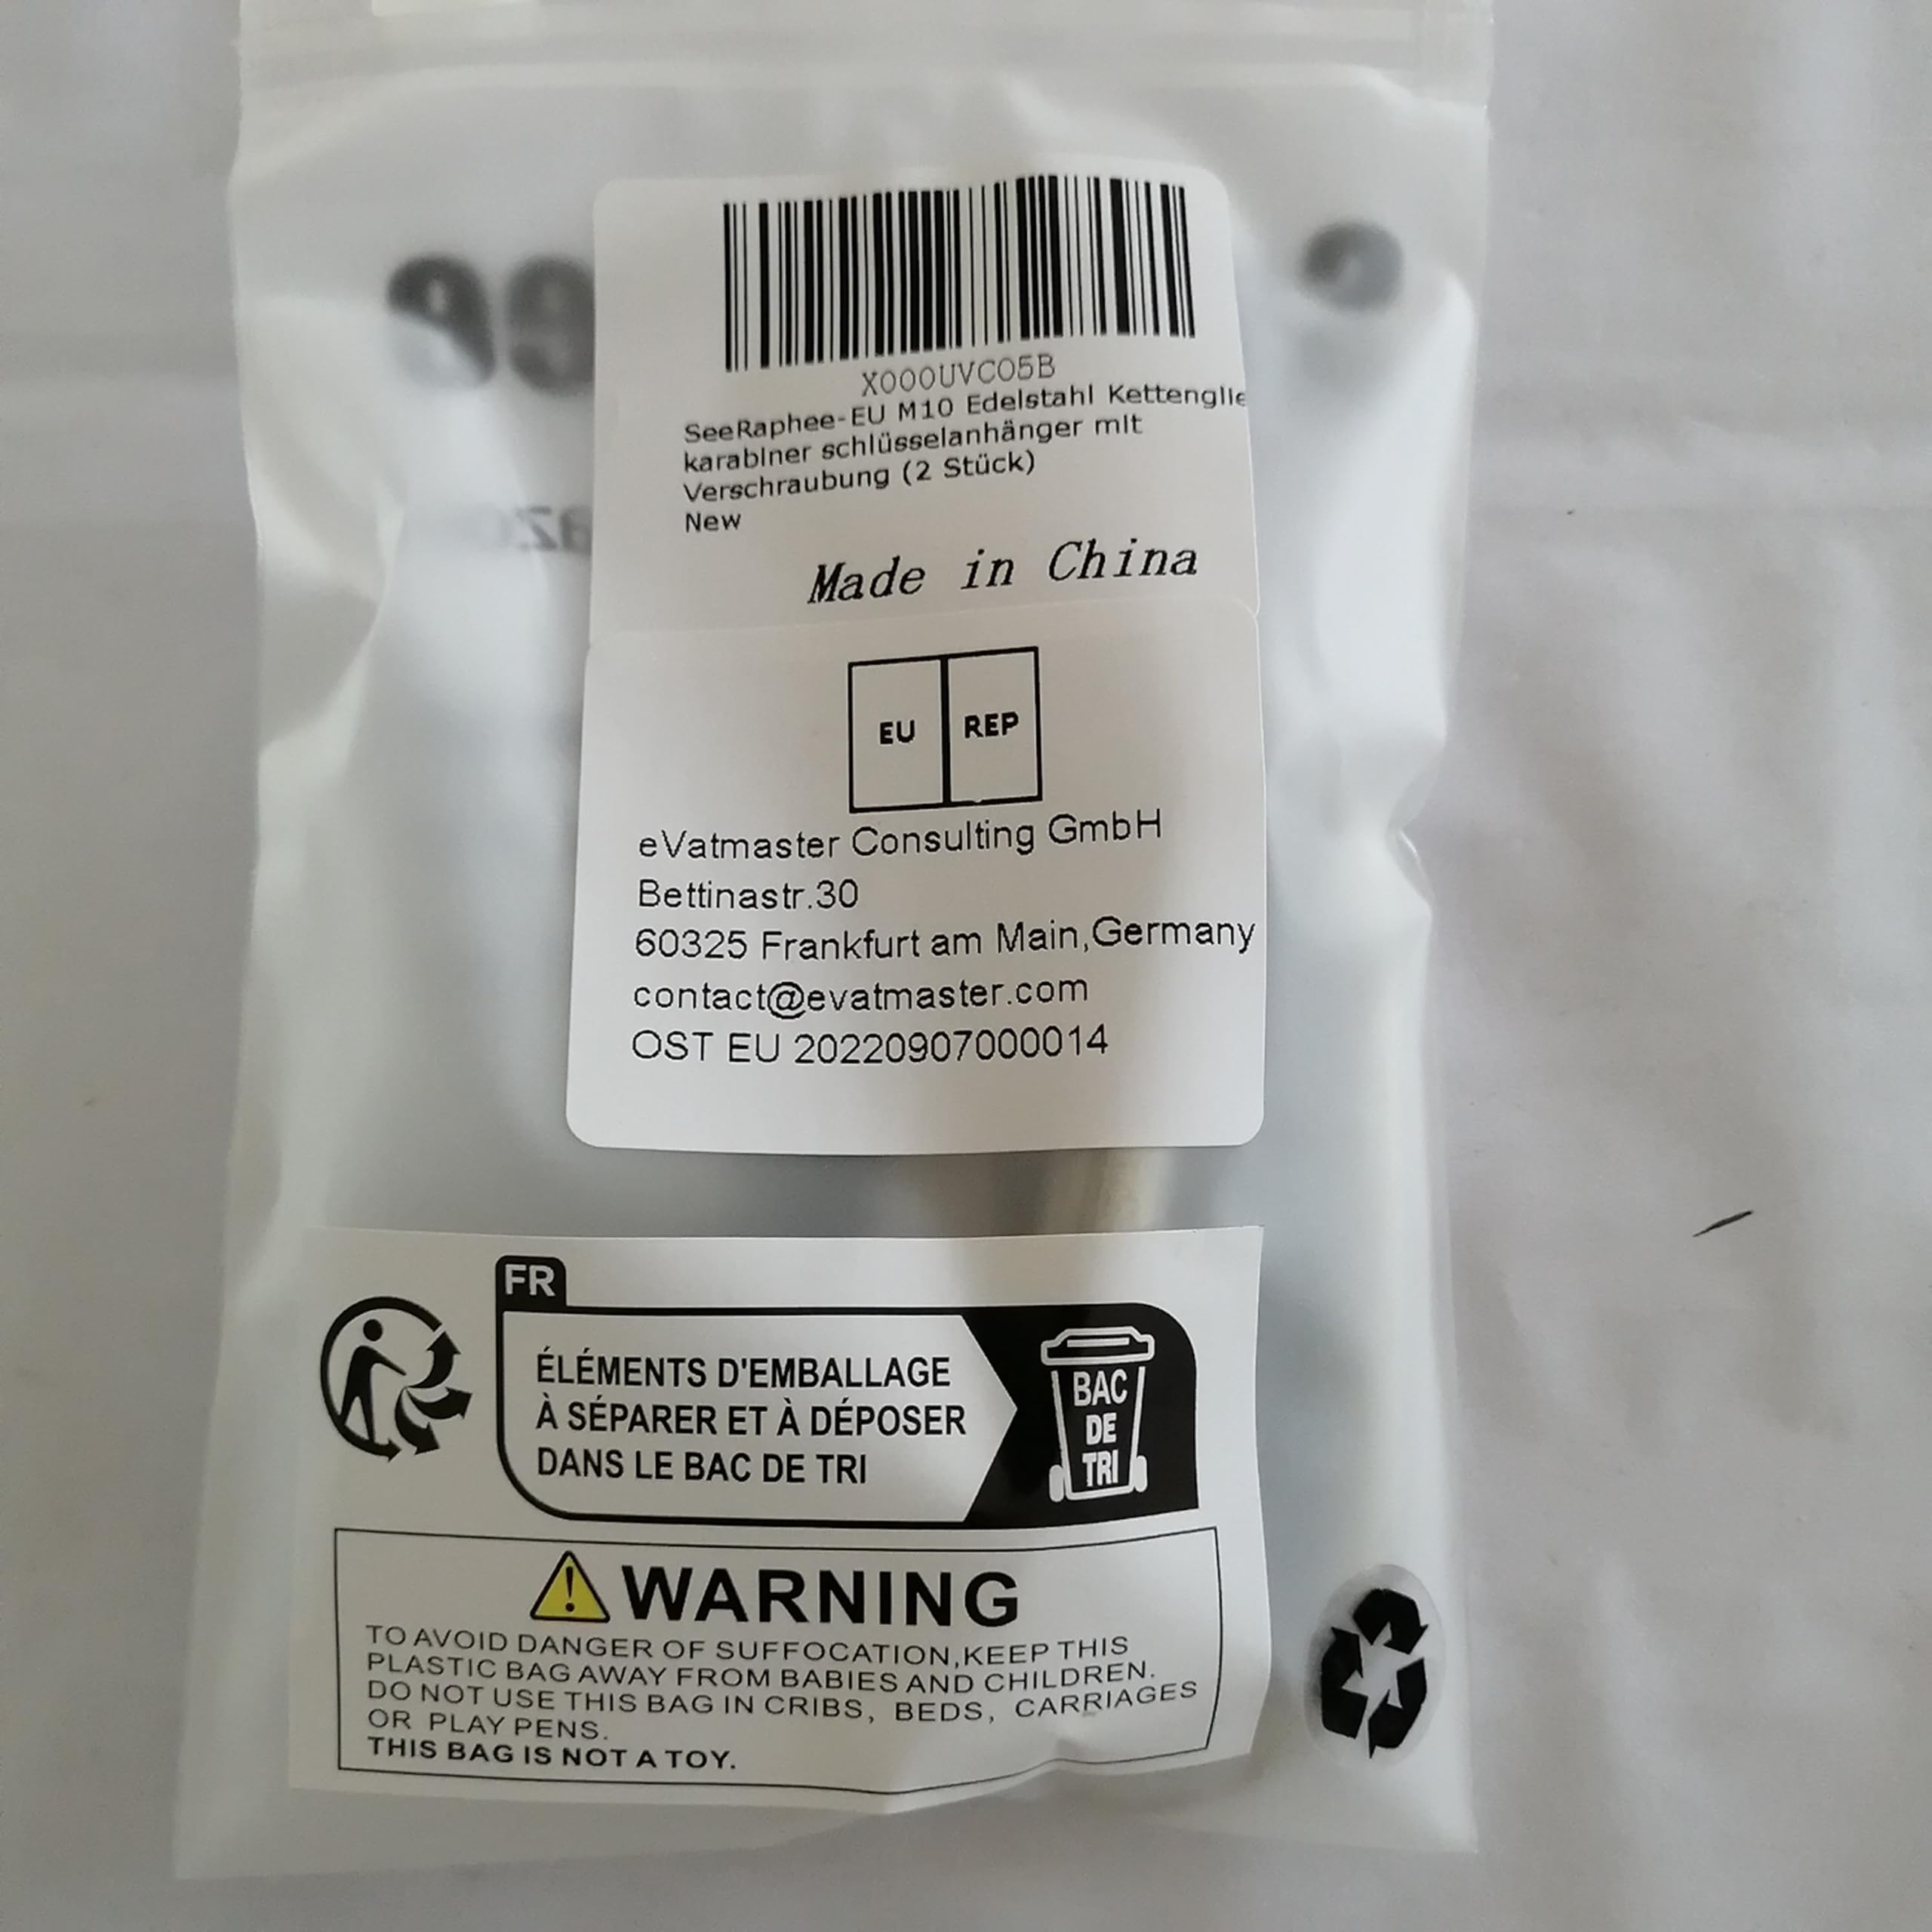 X000UVC05B
SeeRaphee-EU M10 Edelstahl Kettenglie
karabiner schlüsselanhänger mit
Verschraubung (2 Stück)
New
Made in China
EU REP
eVatmaster Consulting GmbH
Bettinastr.30
60325 Frankfurt am Main,Germany
contact@evatmaster.com
OST EU 20220907000014
FR
ÉLÉMENTS D'EMBALLAGE
À SÉPARER ET À DÉPOSER
DANS LE BAC DE TRI
BAC
DE
TRI
WARNING
TO AVOID DANGER OF SUFFOCATION,KEEP THIS
PLASTIC BAG AWAY FROM BABIES AND CHILDREN.
DO NOT USE THIS BAG IN CRIBS, BEDS, CARRIAGES
OR PLAY PENS.
THIS BAG IS NOT A TOY.